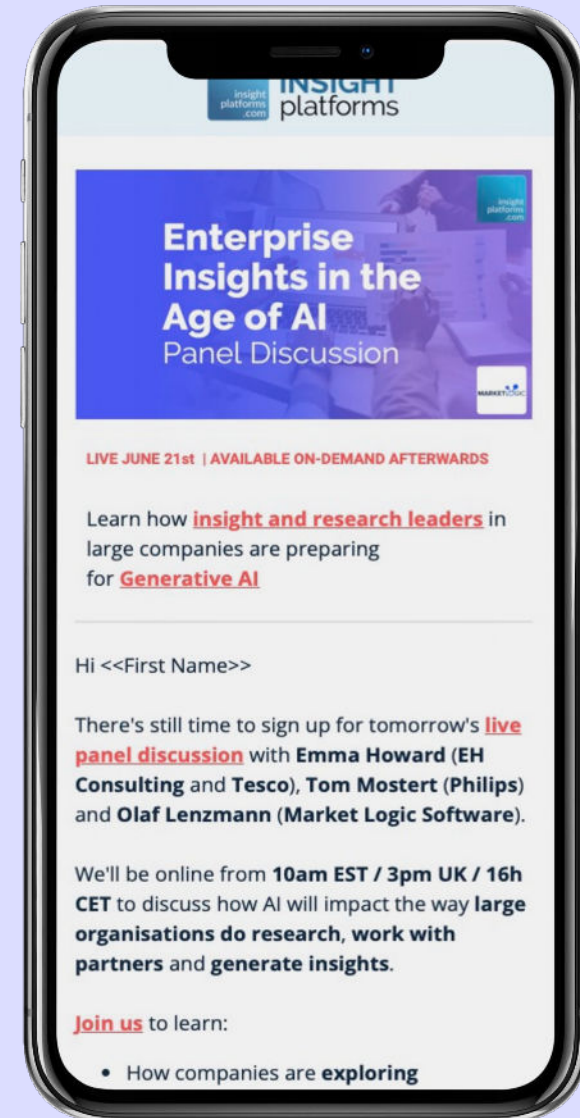 insight
platforms
.com
INSIGHT
platforms
insight
platforms
.com
Enterprise
Insights in the
Age of AI
Panel Discussion
MARKETLOGIC
LIVE JUNE 21st | AVAILABLE ON-DEMAND AFTERWARDS
Learn how insight and research leaders in
large companies are preparing
for Generative AI
Hi <<First Name>>
There's still time to sign up for tomorrow's live
panel discussion with Emma Howard (EH
Consulting and Tesco), Tom Mostert (Philips)
and Olaf Lenzmann (Market Logic Software).
We'll be online from 10am EST / 3pm UK / 16h
CET to discuss how AI will impact the way large
organisations do research, work with
partners and generate insights.
Join us to learn:
• How companies are exploring